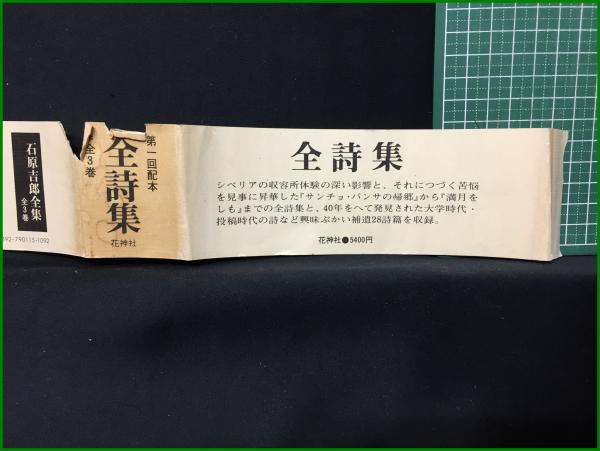 全詩集
シベリアの収容所体験の深い影響と、それにつづく苦悩
を見事に昇華した『サンチョ・パンサの帰郷』から『満月を
しも』までの全詩集と、40年をへて発見された大学時代・
投稿時代の詩など興味ぶかい補遺28詩篇を収録。
花神社●5400円
第一回配本
全詩集
全3巻
花神社
石原吉郎全集
全3巻
092-790115-1092